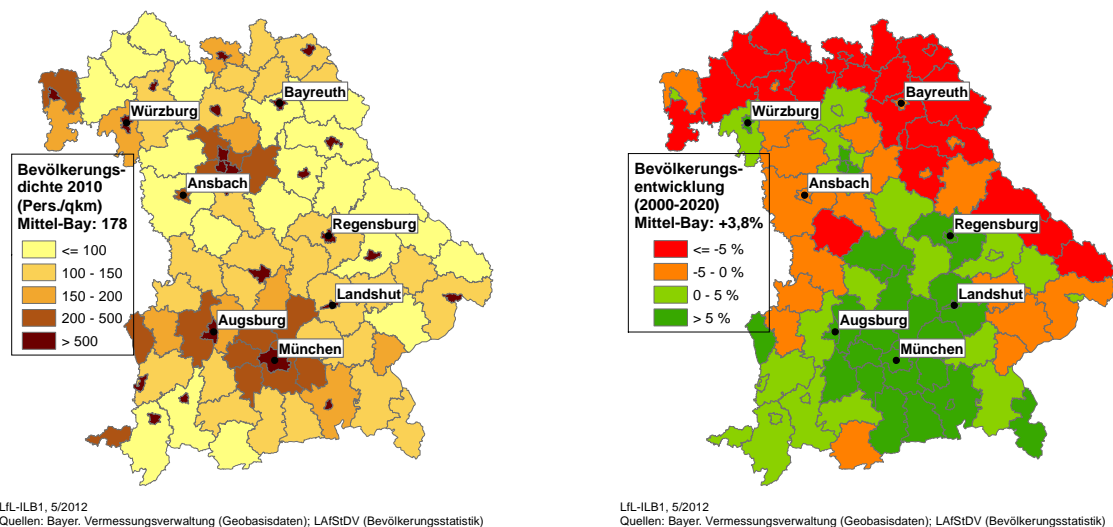 Bayreuth
Würzburg
Bevölkerungs-
dichte 2010
(Pers./qkm)
Mittel-Bay: 178
<= 100
100 - 150
150 - 200
200 - 500
> 500
Ansbach
Regensburg
Landshut
Augsburg
München
LfL-ILB1, 5/2012
Quellen: Bayer. Vermessungsverwaltung (Geobasisdaten); LAfStDV (Bevölkerungsstatistik)
Bayreuth
Würzburg
Bevölkerungs-
entwicklung
(2000-2020)
Mittel-Bay: +3,8%
<= -5 %
-5 - 0 %
0 - 5 %
> 5 %
Ansbach
Regensburg
Landshut
Augsburg
München
LfL-ILB1, 5/2012
Quellen: Bayer. Vermessungsverwaltung (Geobasisdaten); LAfStDV (Bevölkerungsstatistik)